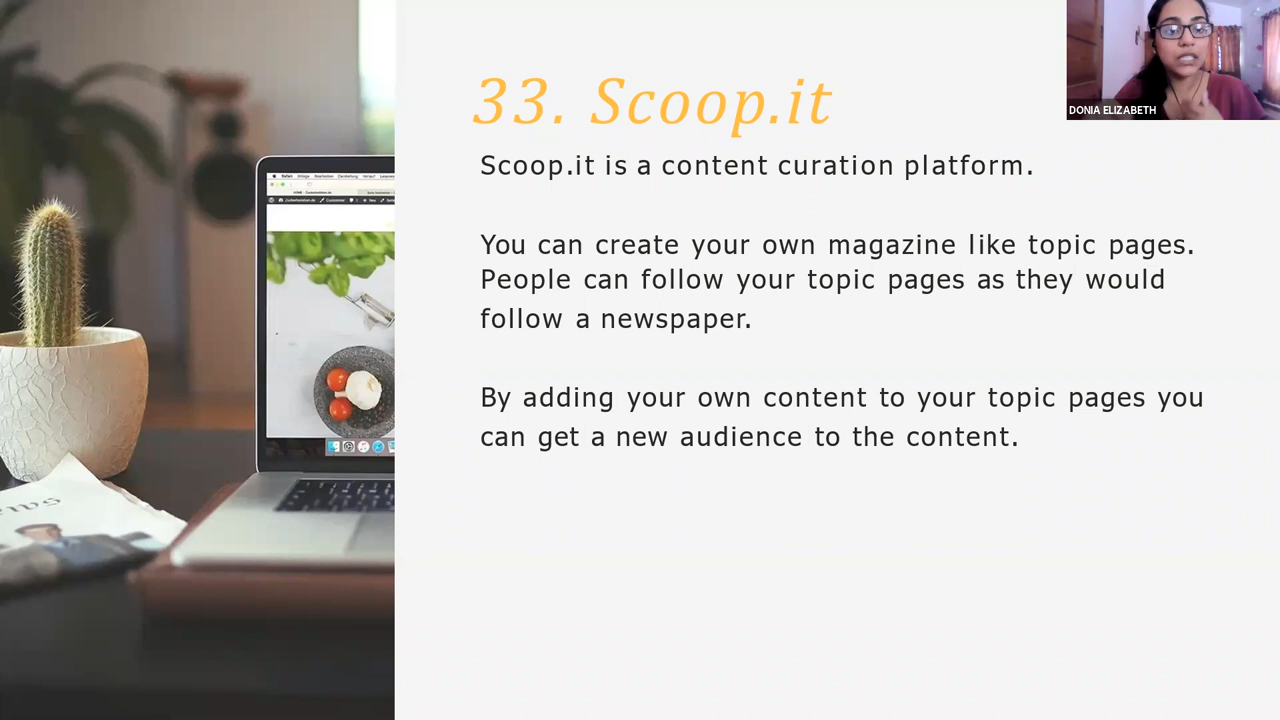 33. Scoop.it
DONIA ELIZABETH
Scoop.it is a content curation platform.
You can create your own magazine like topic pages.
People can follow your topic pages as they would
follow a newspaper.
By adding your own content to your topic pages you
can get a new audience to the content.